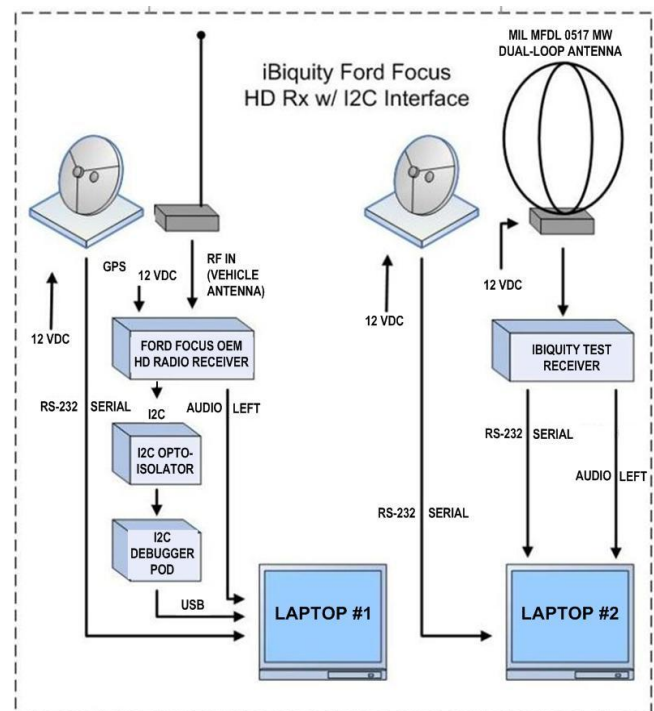 MIL MFDL 0517 MW
DUAL-LOOP ANTENNA
iBiquity Ford Focus
HD Rx w/ I2C Interface
GPS
12 VDC
RF IN
(VEHICLE
ANTENNA)
12 VDC
12 VDC
12 VDC
FORD FOCUS OEM
HD RADIO RECEIVER
IBIQUITY TEST
RECEIVER
RS-232 SERIAL
I2C
AUDIO LEFT
I2C OPTO-
ISOLATOR
RS-232 SERIAL
AUDIO LEFT
RS-232 SERIAL
I2C
DEBUGGER
POD
USB
LAPTOP #1
LAPTOP #2